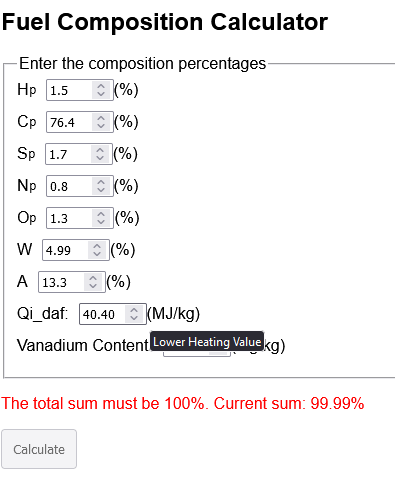 Fuel Composition Calculator
Enter the composition percentages
Hp 1.5 (%)
Cp 76.4 (%)
Sp 1.7 (%)
Np 0.8 (%)
Op 1.3 (%)
W 4.99 (%)
A 13.3 (%)
Qi_daf: 40.40 (MJ/kg)
Lower Heating Value
Vanadium Content kg)
The total sum must be 100%. Current sum: 99.99%
Calculate